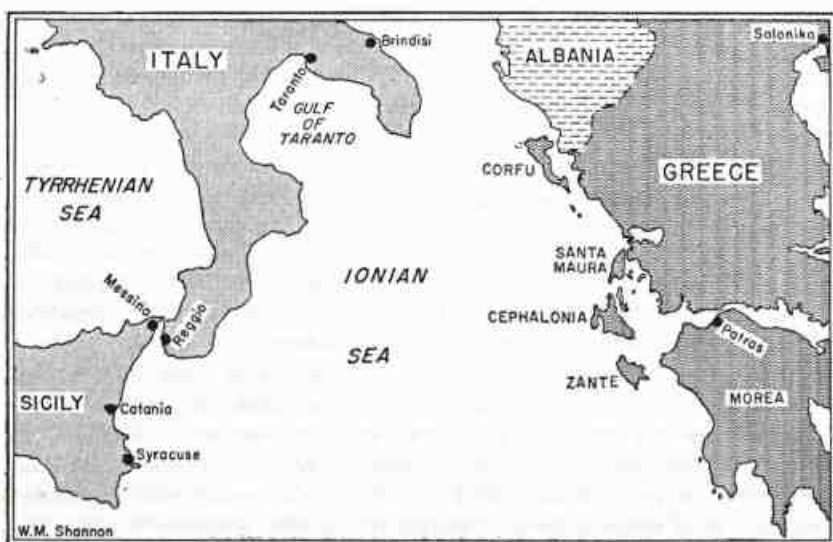 ITALY
Brindisi
Taranto
GULF
OF
TARANTO
ALBANIA
Salonika
CORFU
GREECE
TYRRHENIAN
SEA
IONIAN
SEA
SANTA
MAURA
CEPHALONIA
ZANTE
Messina
Reggio
Patras
MOREA
SICILY
Catania
Syracuse
W.M. Shannon